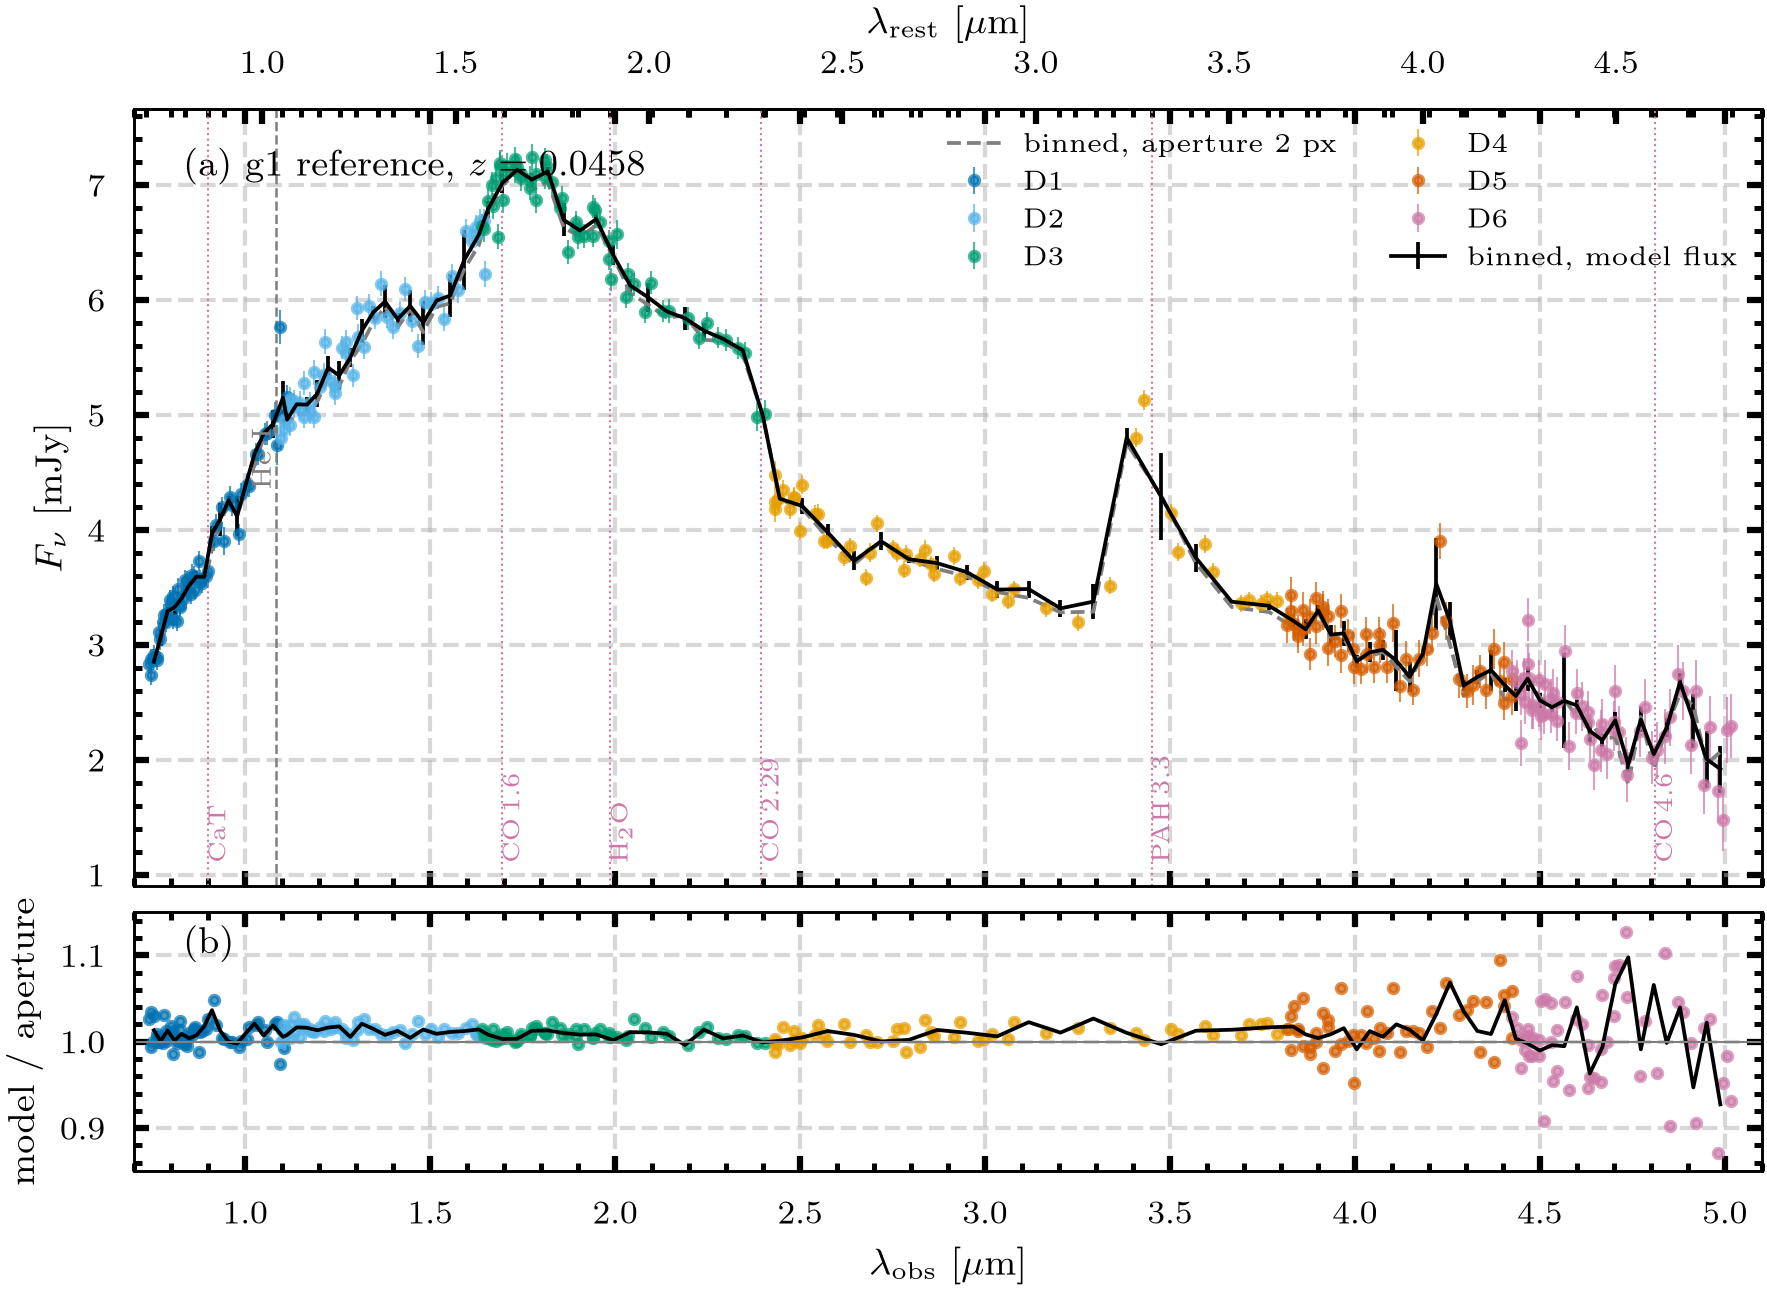 λrest [μm]
1.0 1.5 2.0 2.5 3.0 3.5 4.0 4.5
(a) g1 reference, z = 0.0458
binned, aperture 2 px
D1
D2
D3
D4
D5
D6
binned, model flux
Fν [mJy]
7
6
5
4
3
2
1
He I
CaT
CO 1.6
H₂O
CO 2.29
PAH 3.3
CO 4.6
(b)
model / aperture
1.1
1.0
0.9
1.0 1.5 2.0 2.5 3.0 3.5 4.0 4.5 5.0
λobs [μm]